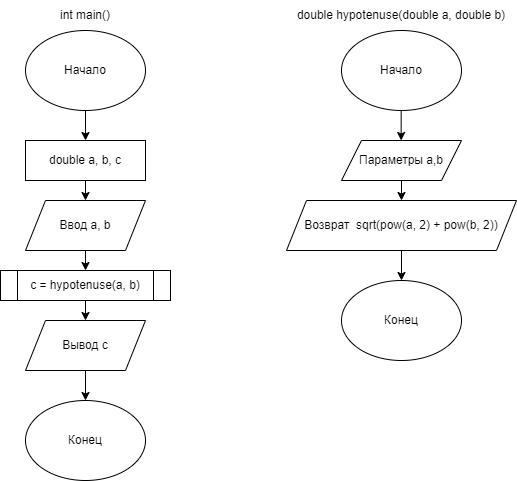 int main()
Начало
double a, b, c
Ввод a, b
c = hypotenuse(a, b)
Вывод c
Конец
double hypotenuse(double a, double b)
Начало
Параметры a,b
Возврат sqrt(pow(a, 2) + pow(b, 2))
Конец